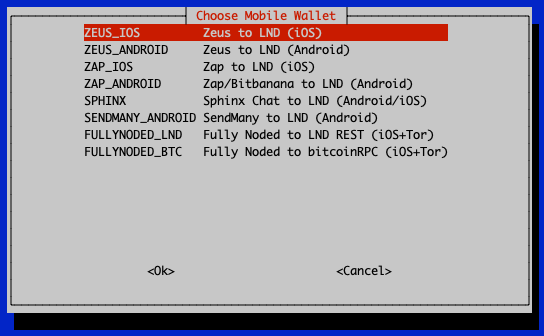 Choose Mobile Wallet
ZEUS_IOS Zeus to LND (iOS)
ZEUS_ANDROID Zeus to LND (Android)
ZAP_IOS Zap to LND (iOS)
ZAP_ANDROID Zap/Bitbanana to LND (Android)
SPHINX Sphinx Chat to LND (Android/iOS)
SENDMANY_ANDROID SendMany to LND (Android)
FULLYNODED_LND Fully Noded to LND REST (iOS+Tor)
FULLYNODED_BTC Fully Noded to bitcoinRPC (iOS+Tor)
<Ok> <Cancel>